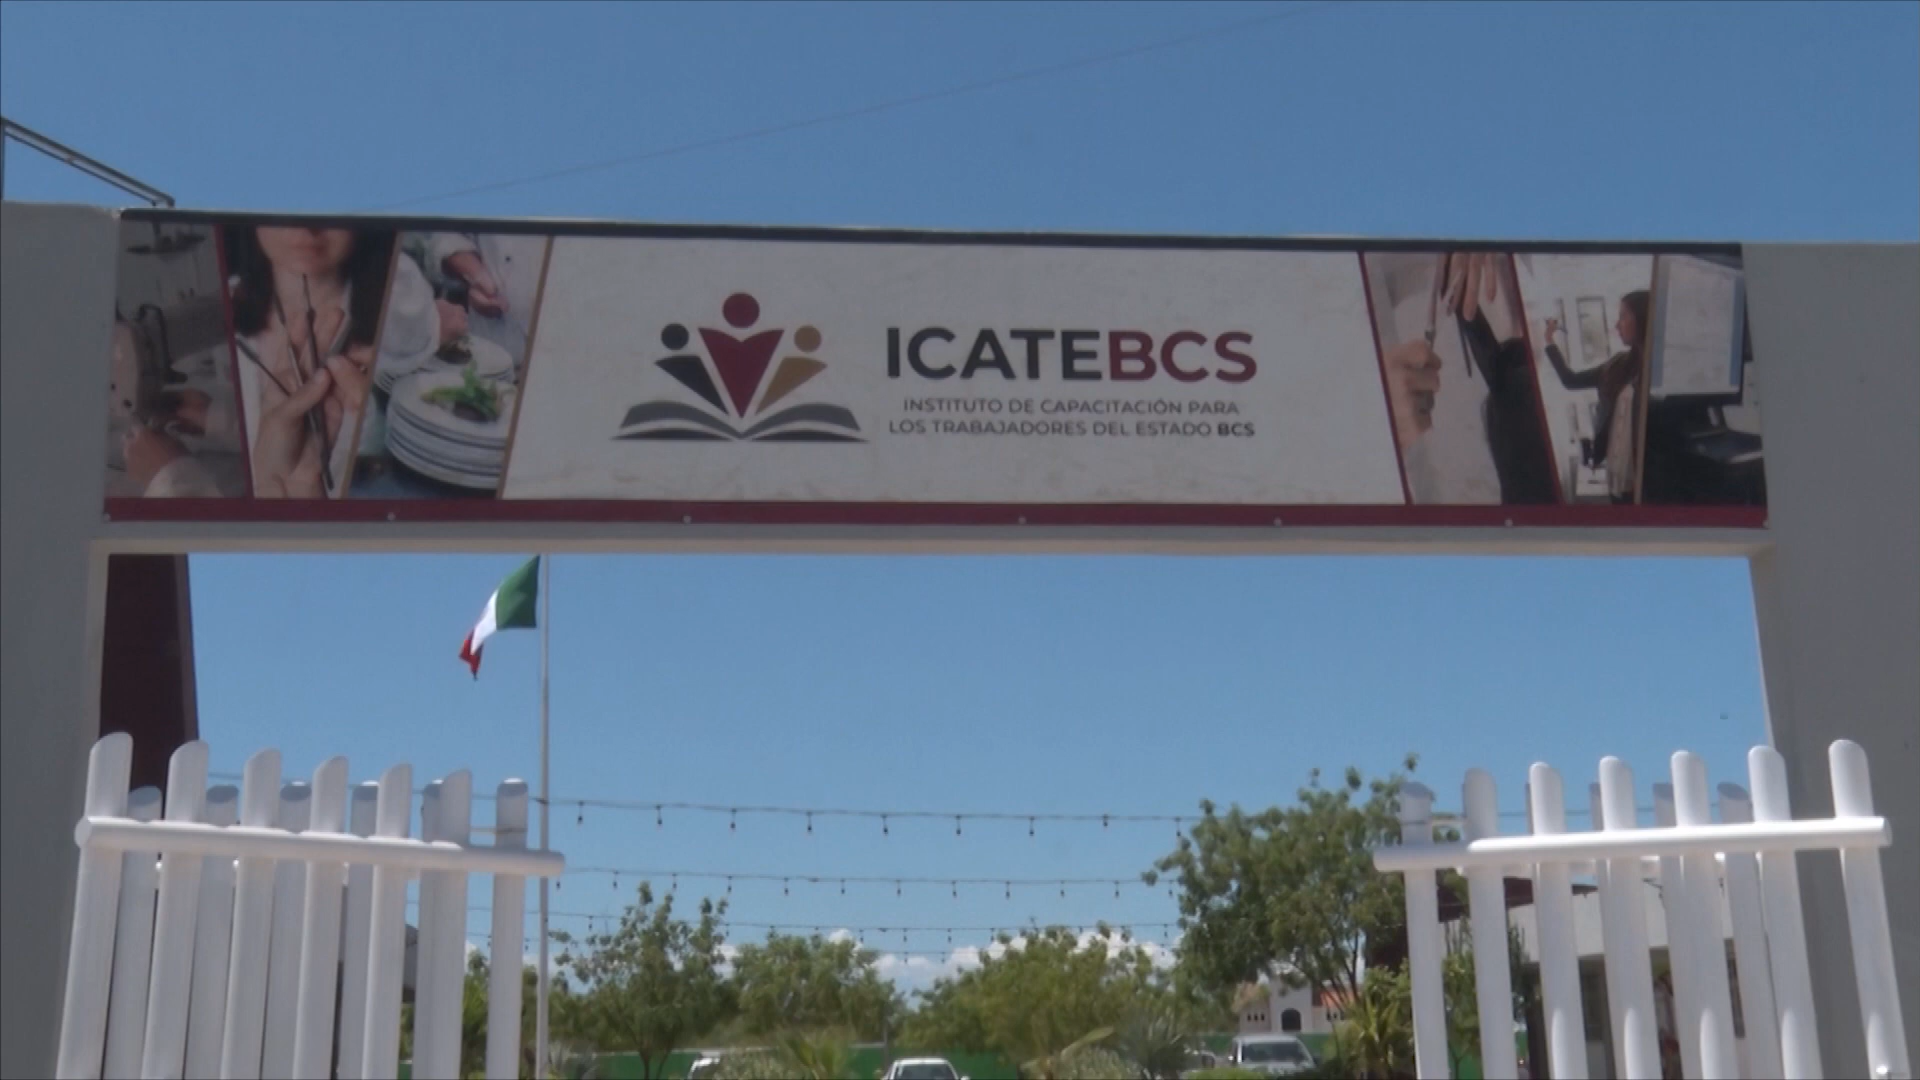 ICATEBCS
INSTITUTO DE CAPACITACIÓN PARA
LOS TRABAJADORES DEL ESTADO BCS